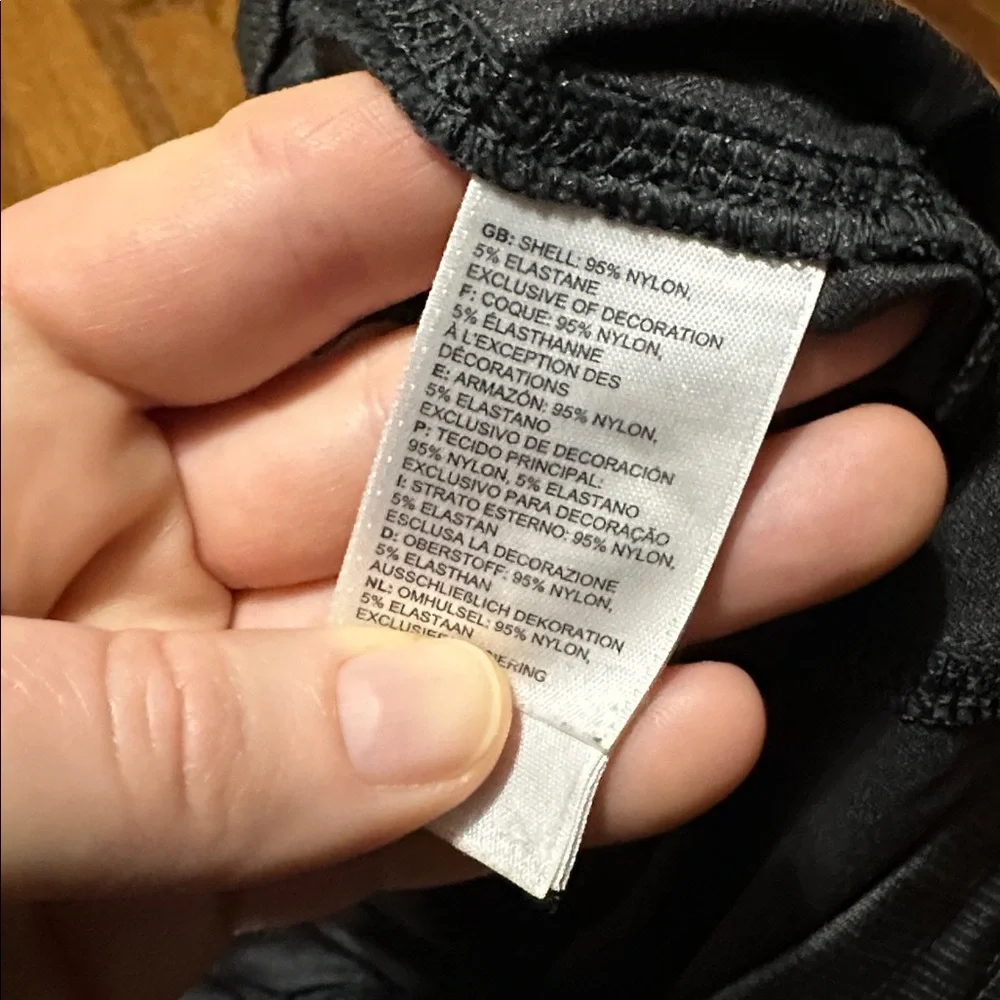 GB: SHELL: 95% NYLON,
5% ELASTANE
EXCLUSIVE OF DECORATION
F: COQUE: 95% NYLON,
5% ÉLASTHANNE
À L'EXCEPTION DES
DÉCORATIONS
E: ARMAZÓN: 95% NYLON,
5% ELASTANO
EXCLUSIVO DE DECORACIÓN
P: TECIDO PRINCIPAL:
95% NYLON, 5% ELASTANO
EXCLUSIVO PARA DECORAÇÃO
I: STRATO ESTERNO: 95% NYLON,
5% ELASTAN
ESCLUSA LA DECORAZIONE
D: OBERSTOFF: 95% NYLON,
5% ELASTHAN
AUSSCHLIEßLICH DEKORATION
NL: OMHULSEL: 95% NYLON,
5% ELASTAAN